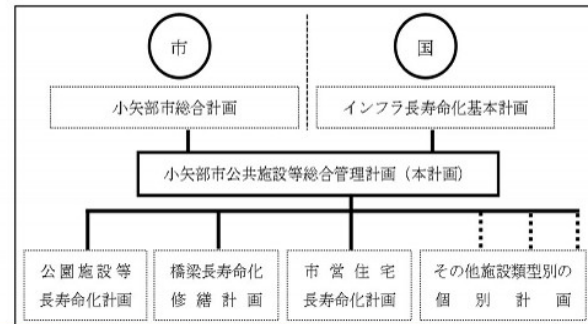 市
国
小矢部市総合計画
インフラ長寿命化基本計画
小矢部市公共施設等総合管理計画（本計画）
公園施設等
長寿命化計画
橋梁長寿命化
修繕計画
市営住宅
長寿命化計画
その他施設類型別の
個別計画